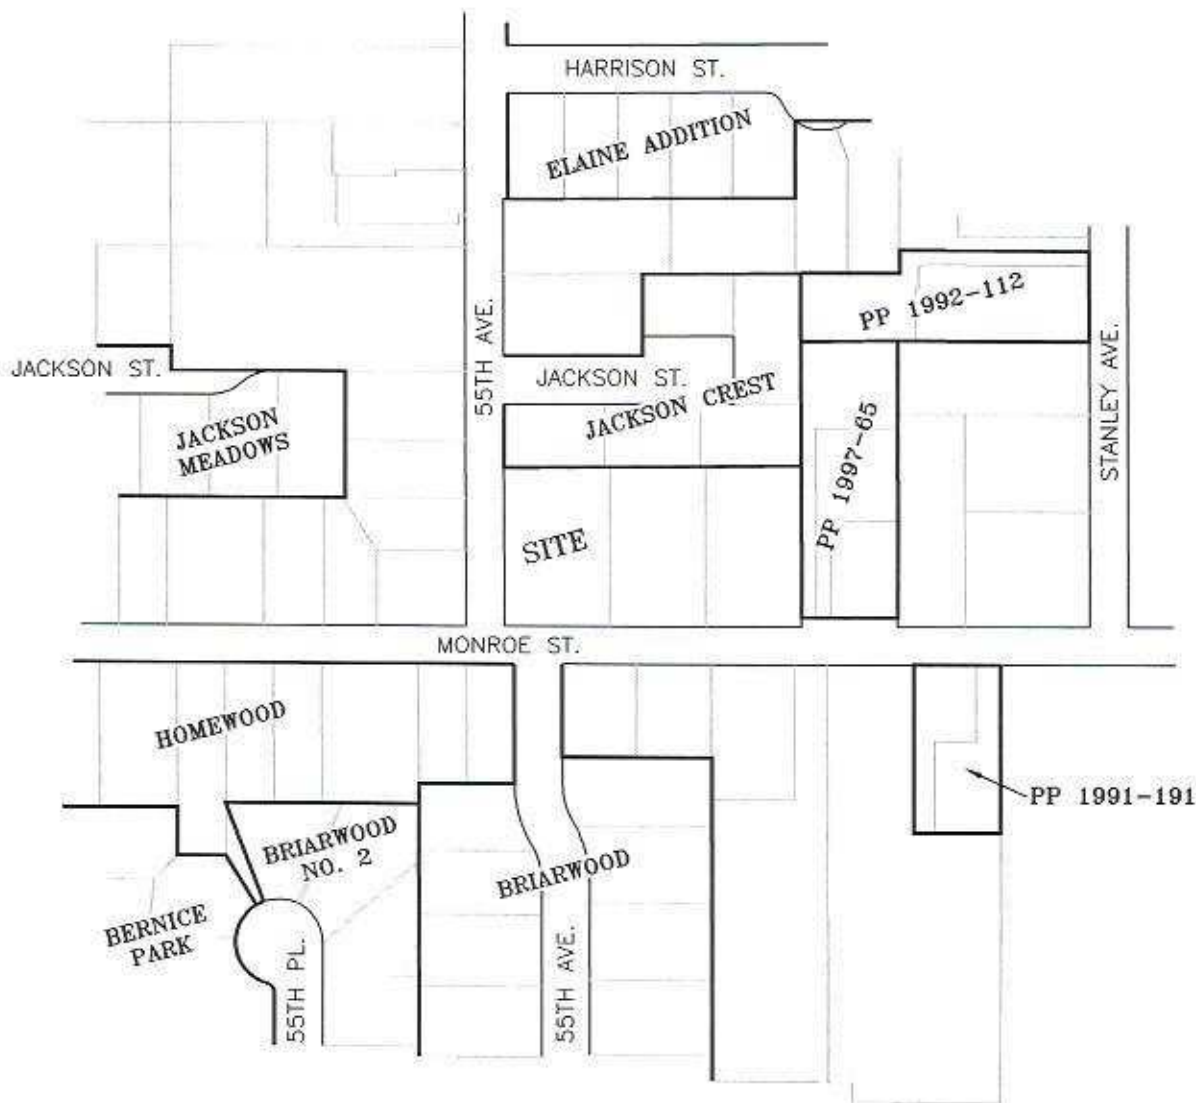 HARRISON ST.
ELAINE ADDITION
55TH AVE.
PP 1992-112
JACKSON ST.
JACKSON ST.
JACKSON CREST
STANLEY AVE.
JACKSON
MEADOWS
PP 1997-65
SITE
MONROE ST.
HOMEWOOD
PP 1991-191
BRIARWOOD
NO. 2
BRIARWOOD
BERNICE
PARK
55TH PL.
55TH AVE.